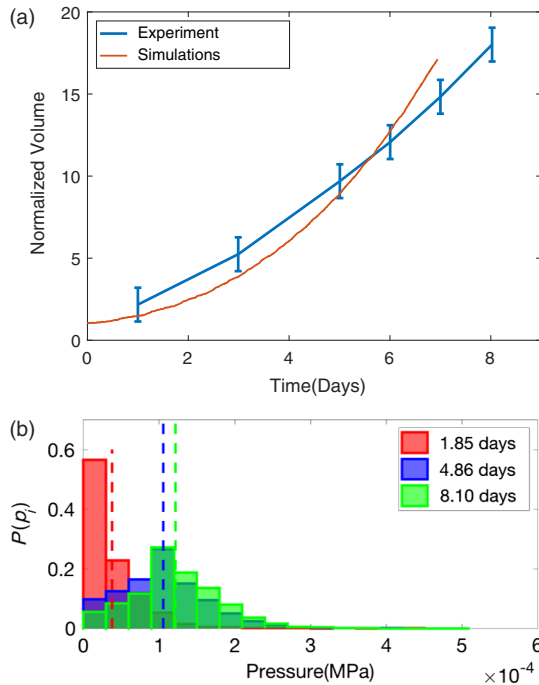 (a)
Experiment
Simulations
Normalized Volume
20
15
10
5
0
0 2 4 6 8
Time(Days)
(b)
1.85 days
4.86 days
8.10 days
P(p_i)
0.6
0.4
0.2
0
0 1 2 3 4 5 6
Pressure(MPa)
×10^-4